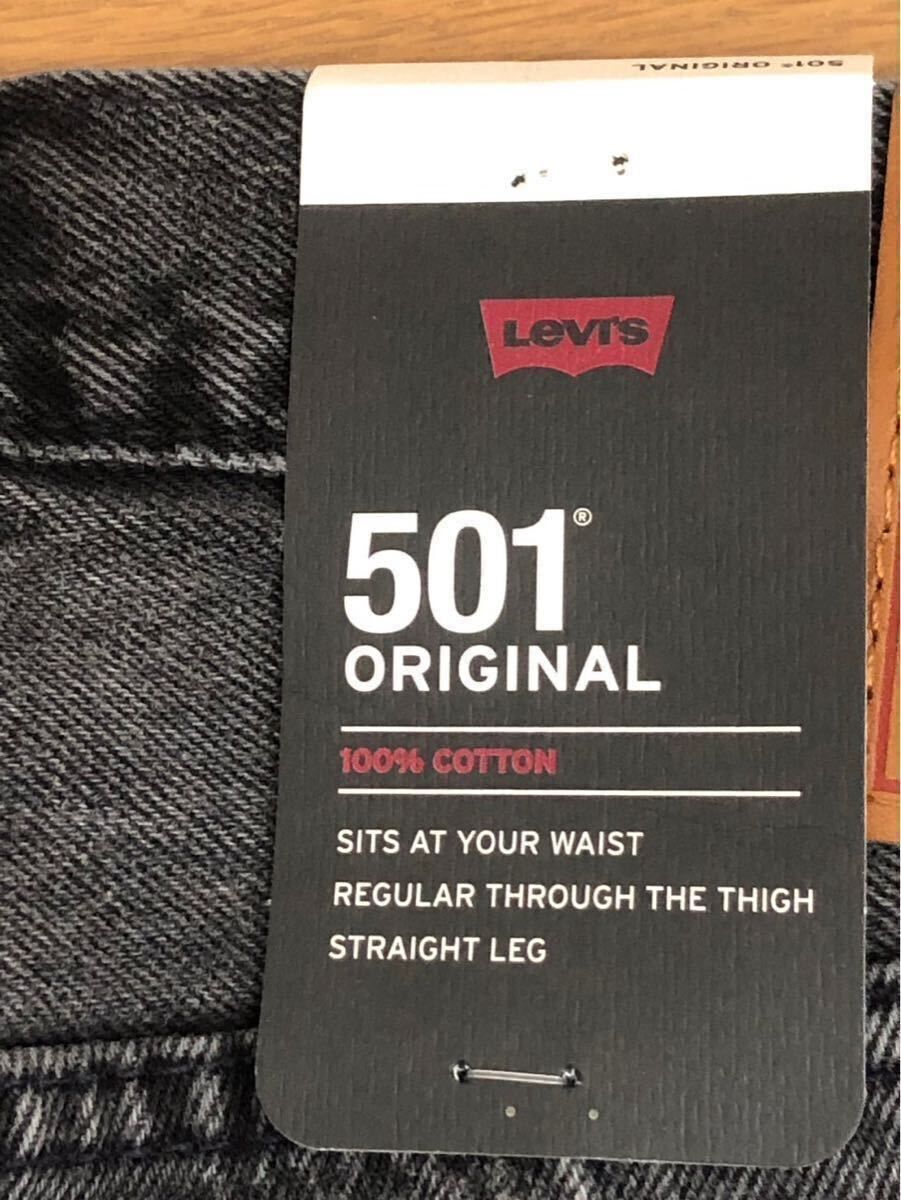 501® ORIGINAL
Levi's
501®
ORIGINAL
100% COTTON
SITS AT YOUR WAIST
REGULAR THROUGH THE THIGH
STRAIGHT LEG